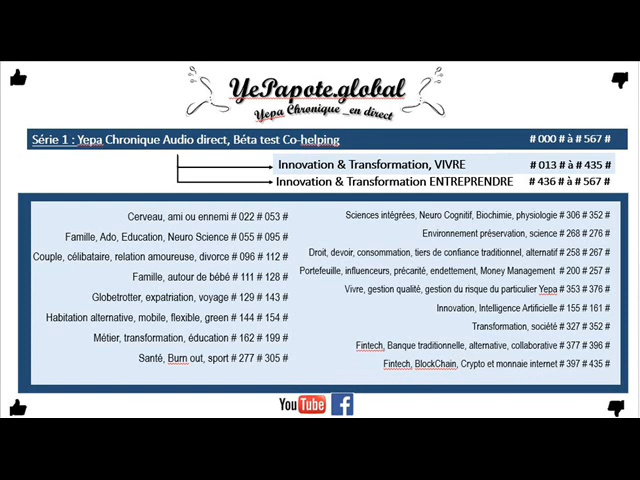 YePapote.global
Yepa Chronique _en direct
Série 1 : Yepa Chronique Audio direct, Béta test Co-helping # 000 # à # 567 #
Innovation & Transformation, VIVRE # 013 # à # 435 #
Innovation & Transformation ENTREPRENDRE # 436 # à # 567 #
Cerveau, ami ou ennemi # 022 # 053 #
Famille, Ado, Education, Neuro Science # 055 # 095 #
Couple, célibataire, relation amoureuse, divorce # 096 # 112 #
Famille, autour de bébé # 111 # 128 #
Globetrotter, expatriation, voyage # 129 # 143 #
Habitation alternative, mobile, flexible, green # 144 # 154 #
Métier, transformation, éducation # 162 # 199 #
Santé, Burn out, sport # 277 # 305 #
Sciences intégrées, Neuro Cognitif, Biochimie, physiologie # 306 # 352 #
Environnement préservation, science # 268 # 276 #
Droit, devoir, consommation, tiers de confiance traditionnel, alternatif # 258 # 267 #
Portefeuille, influenceurs, précarité, endettement, Money Management # 200 # 257 #
Vivre, gestion qualité, gestion du risque du particulier Yepa # 353 # 376 #
Innovation, Intelligence Artificielle # 155 # 161 #
Transformation, société # 327 # 352 #
Fintech, Banque traditionnelle, alternative, collaborative # 377 # 396 #
Fintech, BlockChain, Crypto et monnaie internet # 397 # 435 #
YouTube f